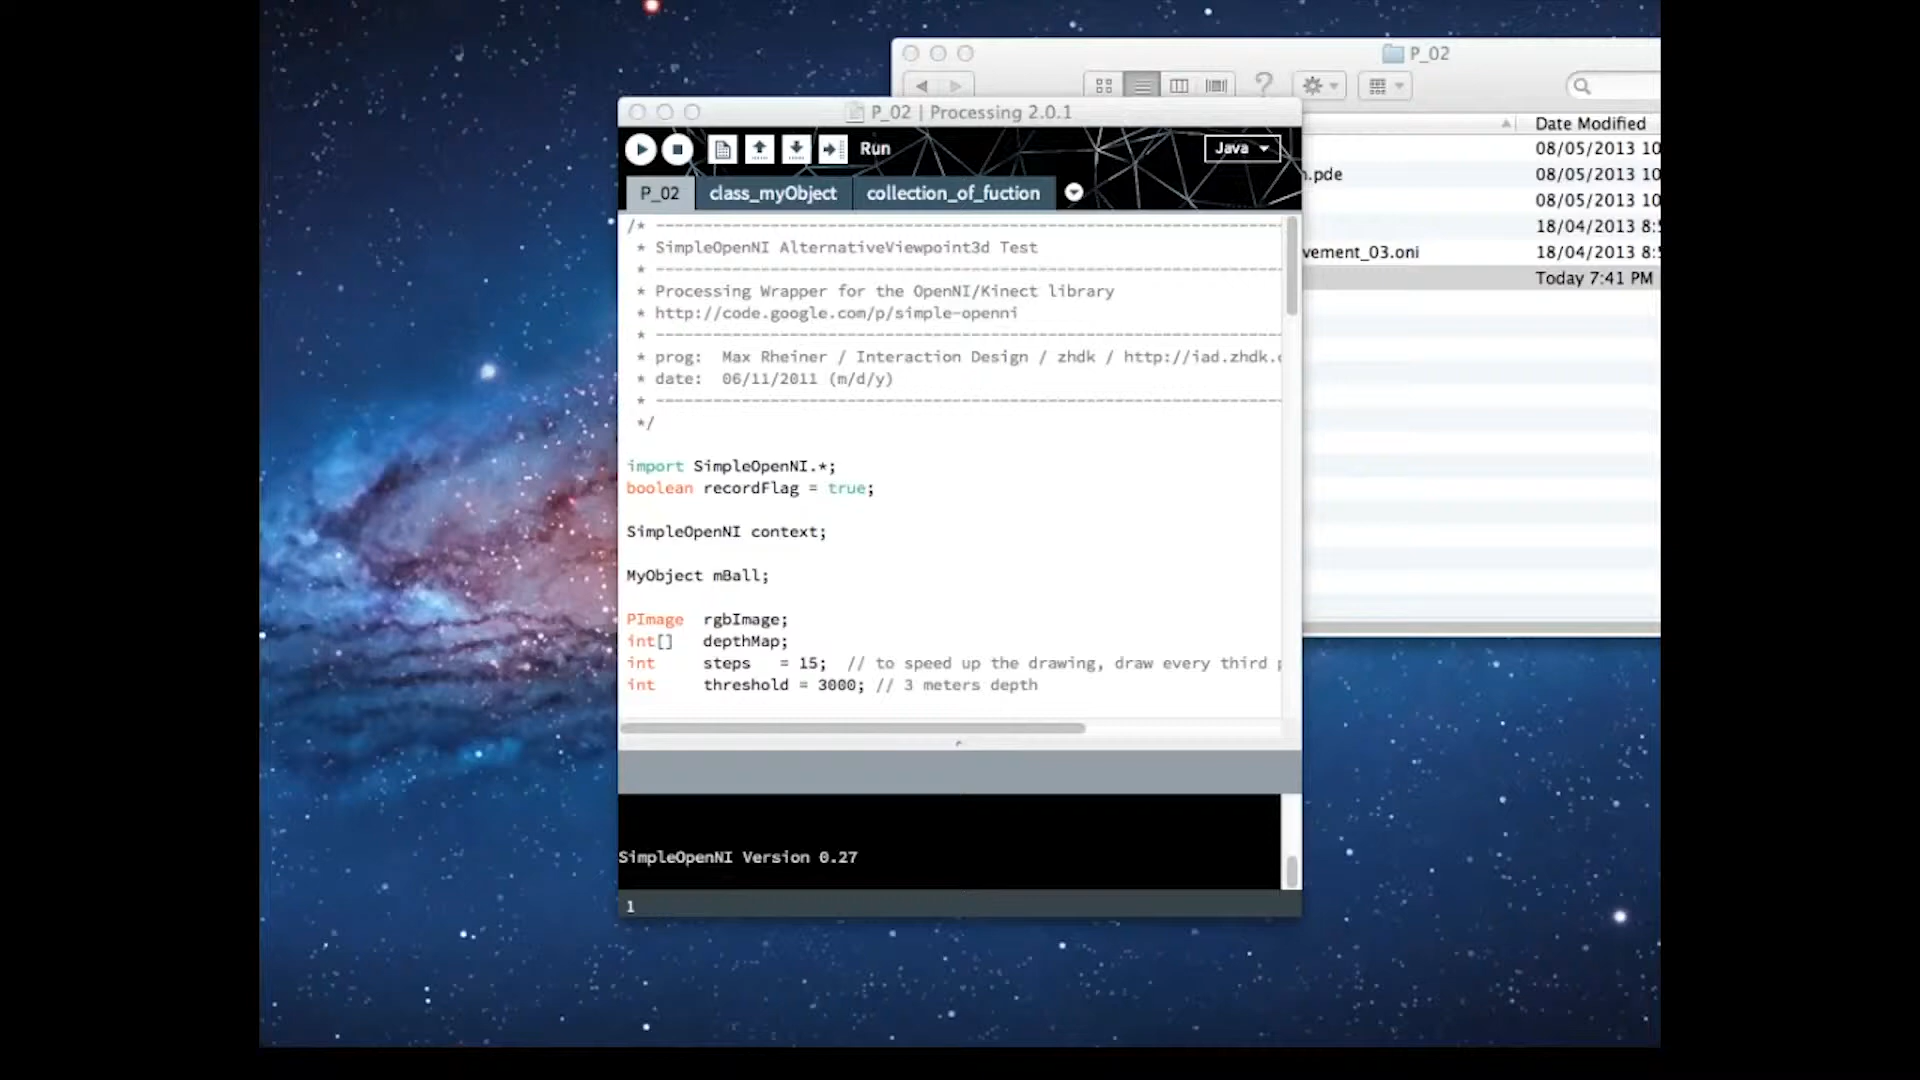 P_02
P_02 | Processing 2.0.1
Run
Java
P_02
class_myObject
collection_of_fuction
/* ----------------------------------------------------------------
* SimpleOpenNI AlternativeViewpoint3d Test
* ----------------------------------------------------------------
* Processing Wrapper for the OpenNI/Kinect library
* http://code.google.com/p/simple-openni
* ----------------------------------------------------------------
* prog:  Max Rheiner / Interaction Design / zhdk / http://iad.zhdk.
* date:  06/11/2011 (m/d/y)
* ----------------------------------------------------------------
*/
import SimpleOpenNI.*;
boolean recordFlag = true;
SimpleOpenNI context;
MyObject mBall;
PImage  rgbImage;
int[]   depthMap;
int     steps   = 15;  // to speed up the drawing, draw every third
int     threshold = 3000; // 3 meters depth
SimpleOpenNI Version 0.27
1
Date Modified
08/05/2013 10
.pde
08/05/2013 10
08/05/2013 10
18/04/2013 8:
vement_03.oni
18/04/2013 8:
Today 7:41 PM